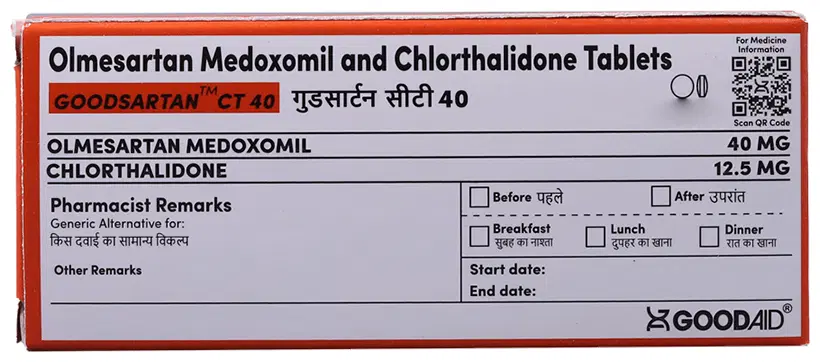 For Medicine
Information
Olmesartan Medoxomil and Chlorthalidone Tablets
GOODSARTAN™ CT 40 गुडसार्टन सीटी 40
Scan QR Code
OLMESARTAN MEDOXOMIL 40 MG
CHLORTHALIDONE 12.5 MG
Pharmacist Remarks
Generic Alternative for:
किस दवाई का सामान्य विकल्प
Other Remarks
Before पहले After उपरांत
Breakfast Lunch Dinner
सुबह का नाश्ता दुपहर का खाना रात का खाना
Start date:
End date:
GOODAID®